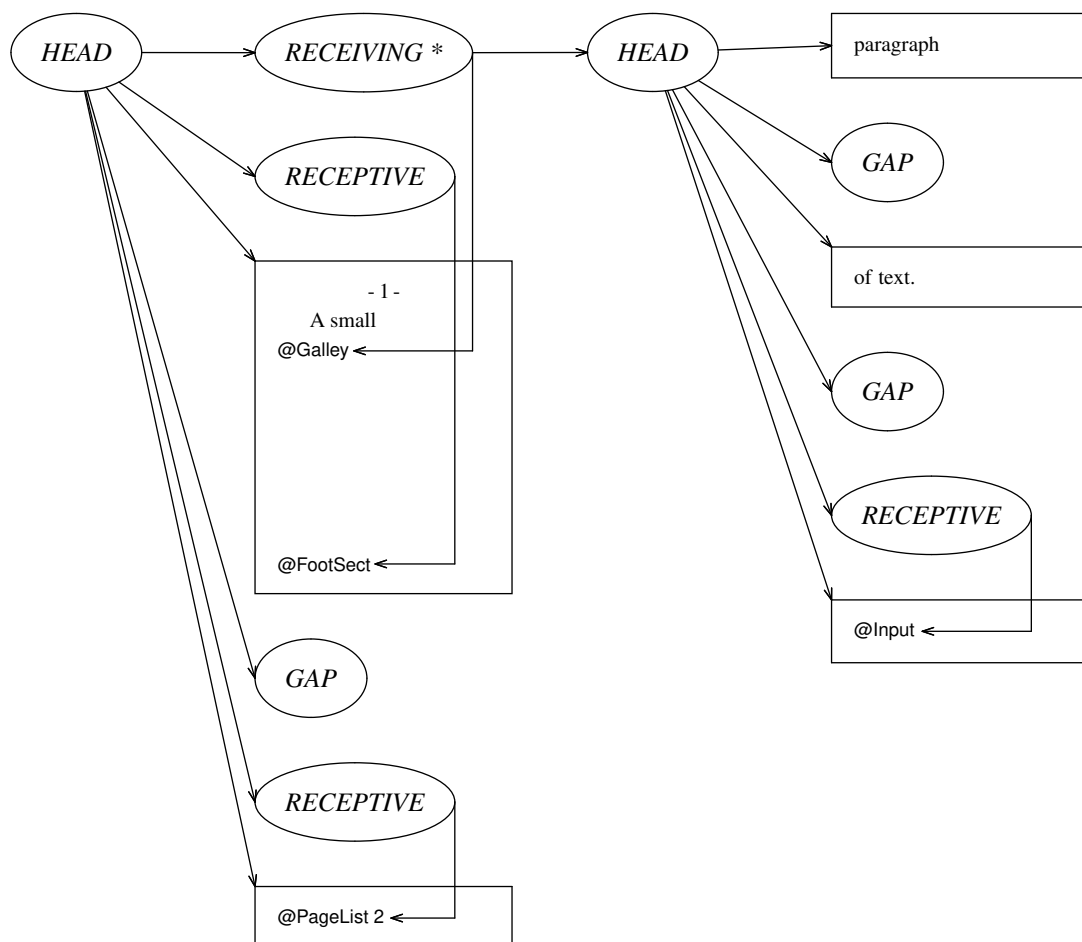 HEAD
RECEIVING *
HEAD
paragraph
RECEPTIVE
GAP
- 1 -
A small
@Galley
of text.
GAP
@FootSect
RECEPTIVE
@Input
GAP
RECEPTIVE
@PageList 2